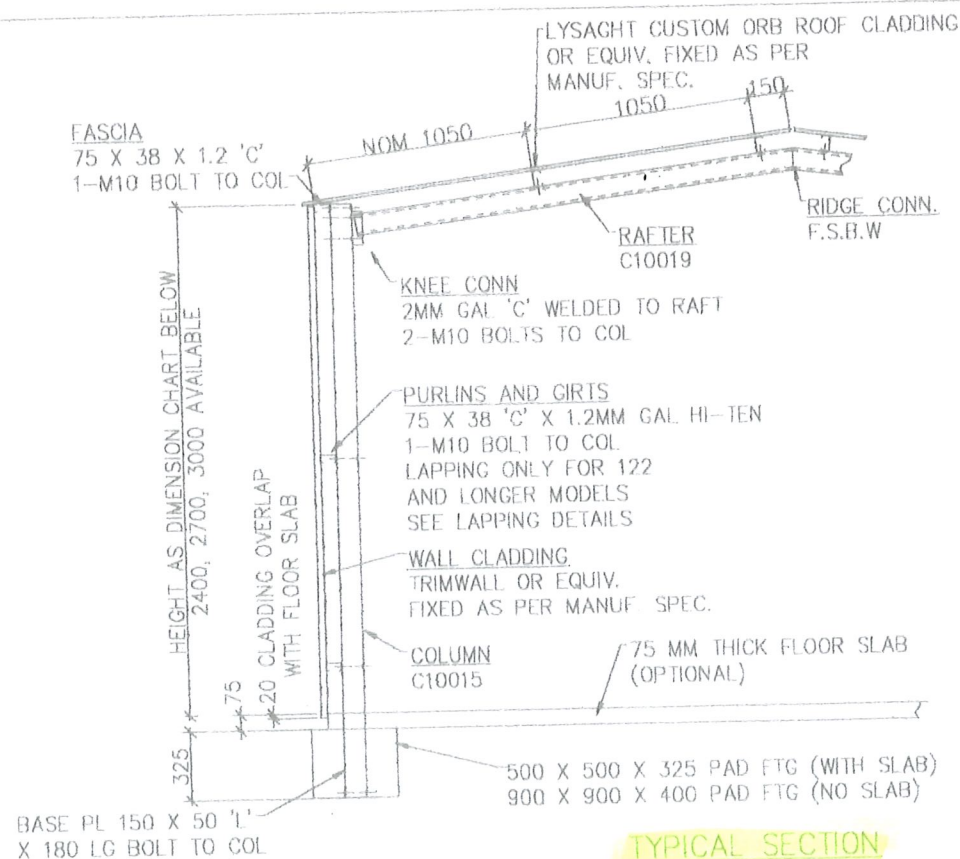 LYSAGHT CUSTOM ORB ROOF CLADDING
OR EQUIV. FIXED AS PER
MANUF. SPEC.
150
1050
NOM 1050
FASCIA
75 X 38 X 1.2 'C'
1-M10 BOLT TO COL
RIDGE CONN.
F.S.B.W
RAFTER
C10019
KNEE CONN
2MM GAL 'C' WELDED TO RAFT
2-M10 BOLTS TO COL
HEIGHT AS DIMENSION CHART BELOW
2400, 2700, 3000 AVAILABLE
PURLINS AND GIRTS
75 X 38 'C' X 1.2MM GAL HI-TEN
1-M10 BOLT TO COL
LAPPING ONLY FOR 122
AND LONGER MODELS
SEE LAPPING DETAILS
20 CLADDING OVERLAP
WITH FLOOR SLAB
WALL CLADDING
TRIMWALL OR EQUIV.
FIXED AS PER MANUF. SPEC.
COLUMN
C10015
75 MM THICK FLOOR SLAB
(OPTIONAL)
75
325
500 X 500 X 325 PAD FTG (WITH SLAB)
900 X 900 X 400 PAD FTG (NO SLAB)
BASE PL 150 X 50 'L'
X 180 LG BOLT TO COL
TYPICAL SECTION